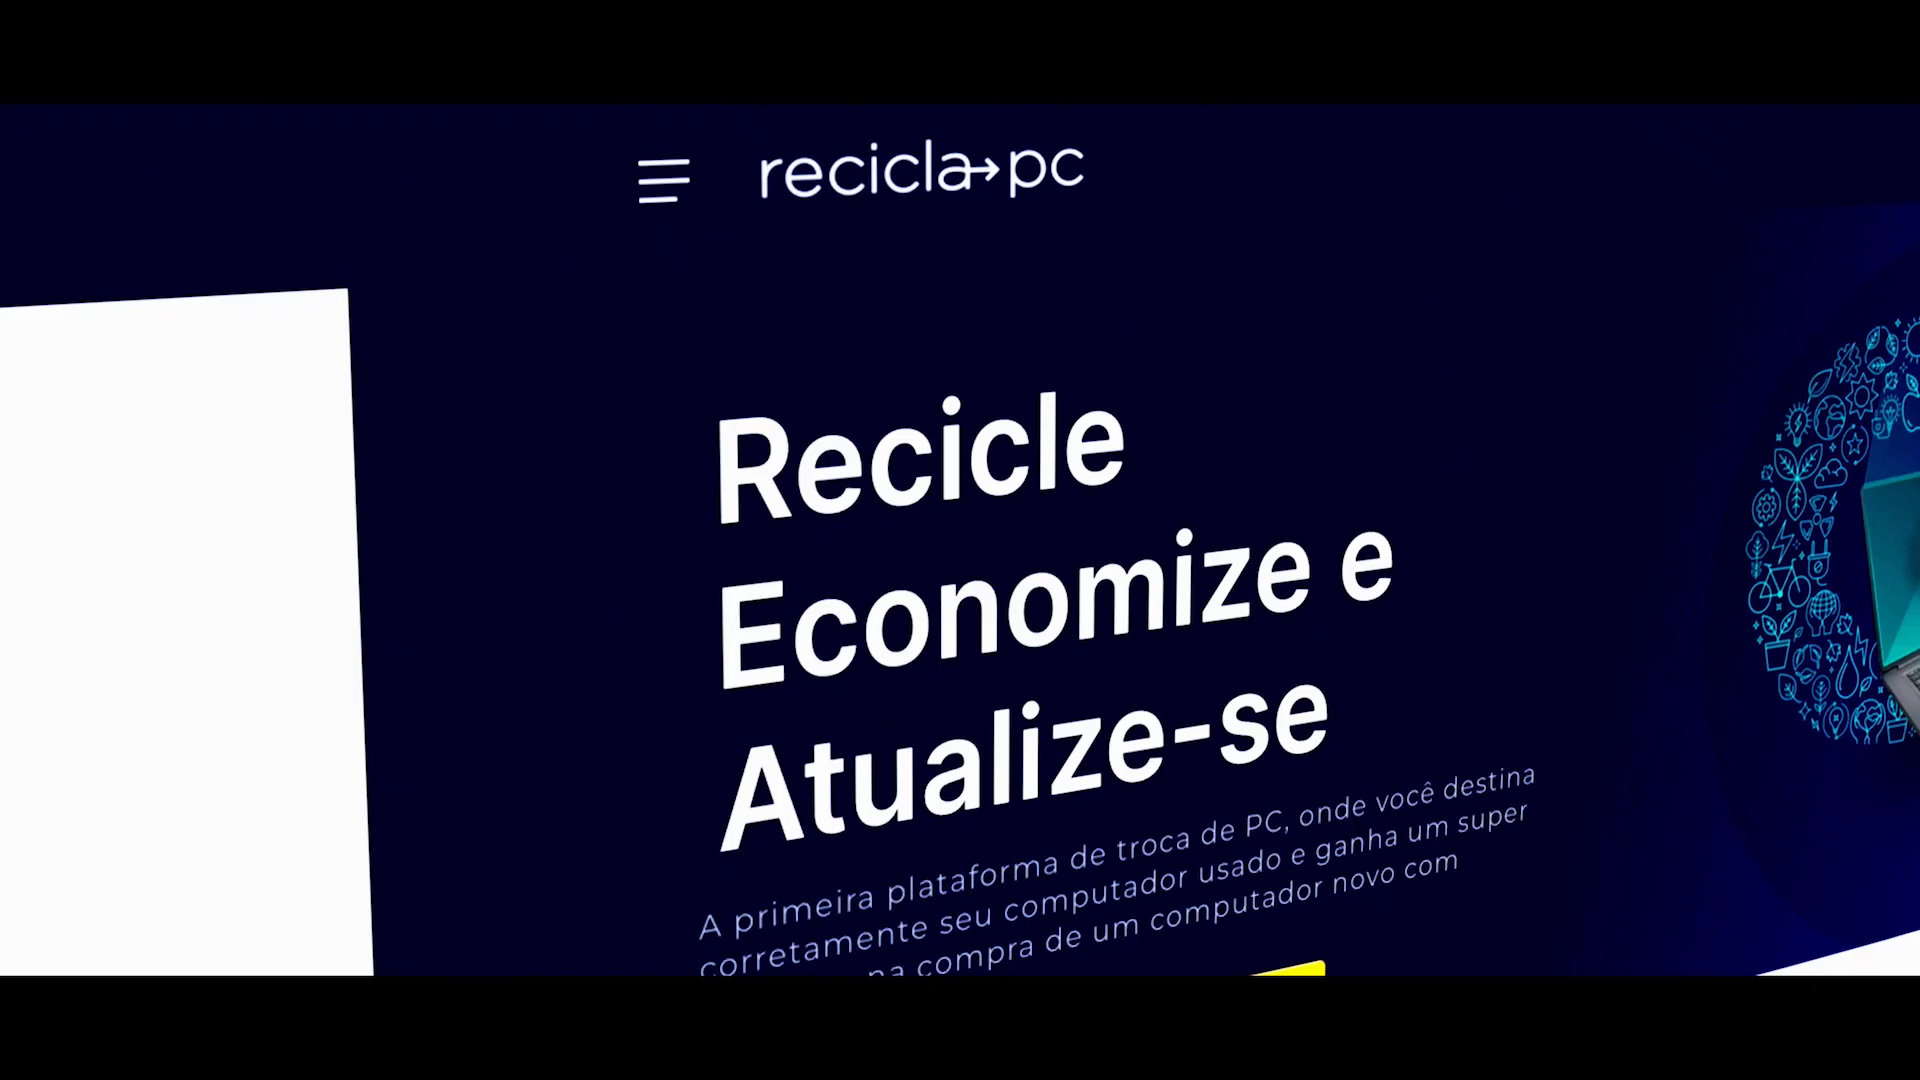 recicla→pc
Recicle
Economize e
Atualize-se
A primeira plataforma de troca de PC, onde você destina
corretamente seu computador usado e ganha um super
na compra de um computador novo com